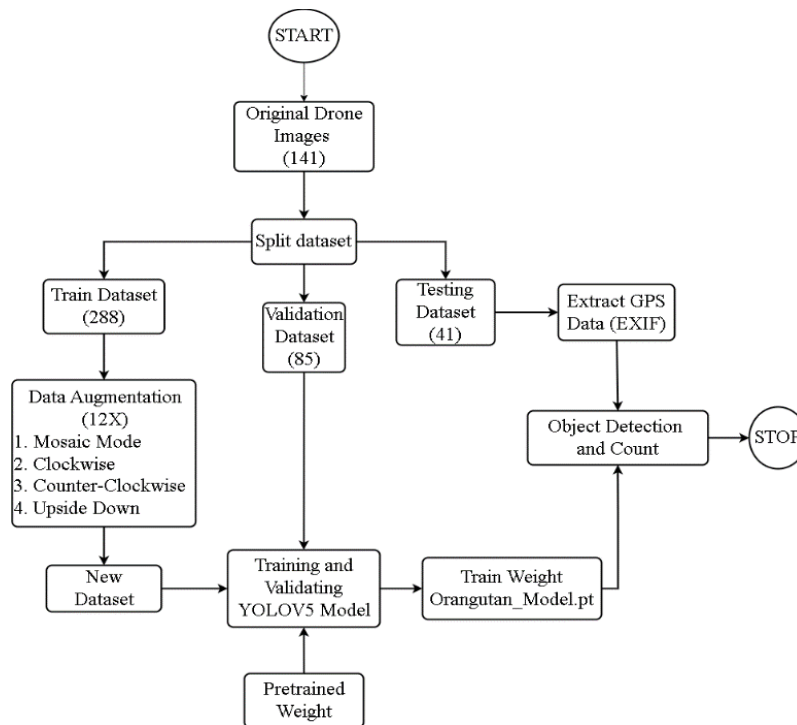 START
Original Drone
Images
(141)
Split dataset
Train Dataset
(288)
Validation
Dataset
(85)
Testing
Dataset
(41)
Extract GPS
Data (EXIF)
Data Augmentation
(12X)
1. Mosaic Mode
2. Clockwise
3. Counter-Clockwise
4. Upside Down
Object Detection
and Count
STOP
New
Dataset
Training and
Validating
YOLOV5 Model
Train Weight
Orangutan_Model.pt
Pretrained
Weight